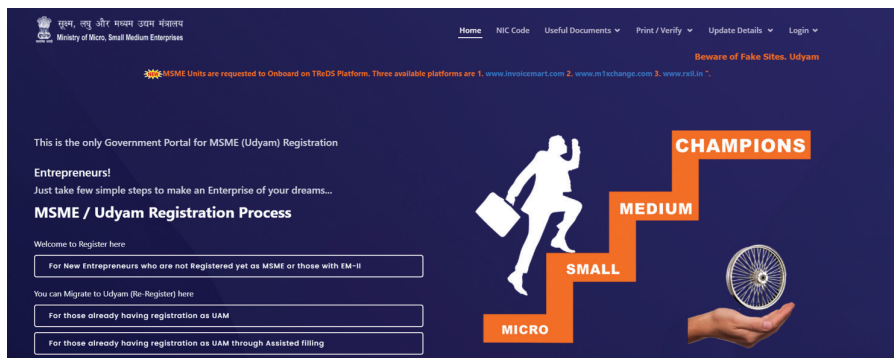 सूक्ष्म, लघु और मध्यम उद्यम मंत्रालय
Ministry of Micro, Small Medium Enterprises
Home NIC Code Useful Documents Print / Verify Update Details Login
Beware of Fake Sites. Udyam
MSME Units are requested to Onboard on TReDS Platform. Three available platforms are 1. www.invoicemart.com 2. www.m1xchange.com 3. www.rxil.in ".
This is the only Government Portal for MSME (Udyam) Registration
Entrepreneurs!
Just take few simple steps to make an Enterprise of your dreams...
MSME / Udyam Registration Process
Welcome to Register here
For New Entrepreneurs who are not Registered yet as MSME or those with EM-II
You can Migrate to Udyam (Re-Register) here
For those already having registration as UAM
For those already having registration as UAM through Assisted filling
CHAMPIONS
MEDIUM
SMALL
MICRO